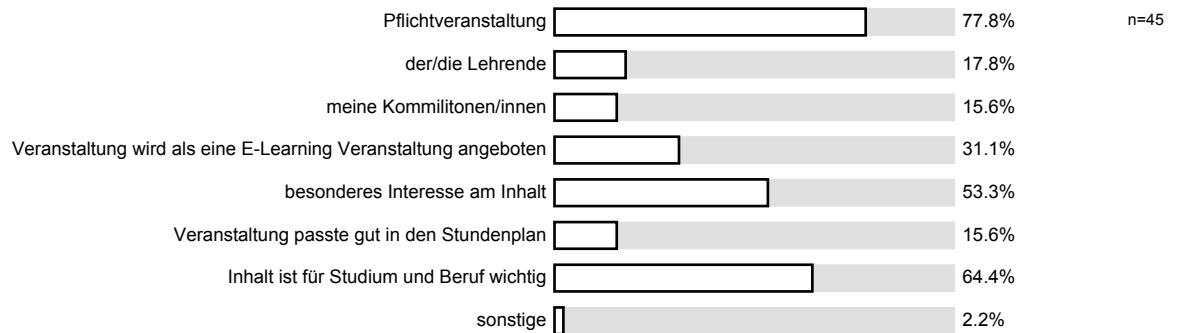 Pflichtveranstaltung 77.8% n=45
der/die Lehrende 17.8%
meine Kommilitonen/innen 15.6%
Veranstaltung wird als eine E-Learning Veranstaltung angeboten 31.1%
besonderes Interesse am Inhalt 53.3%
Veranstaltung passte gut in den Stundenplan 15.6%
Inhalt ist für Studium und Beruf wichtig 64.4%
sonstige 2.2%